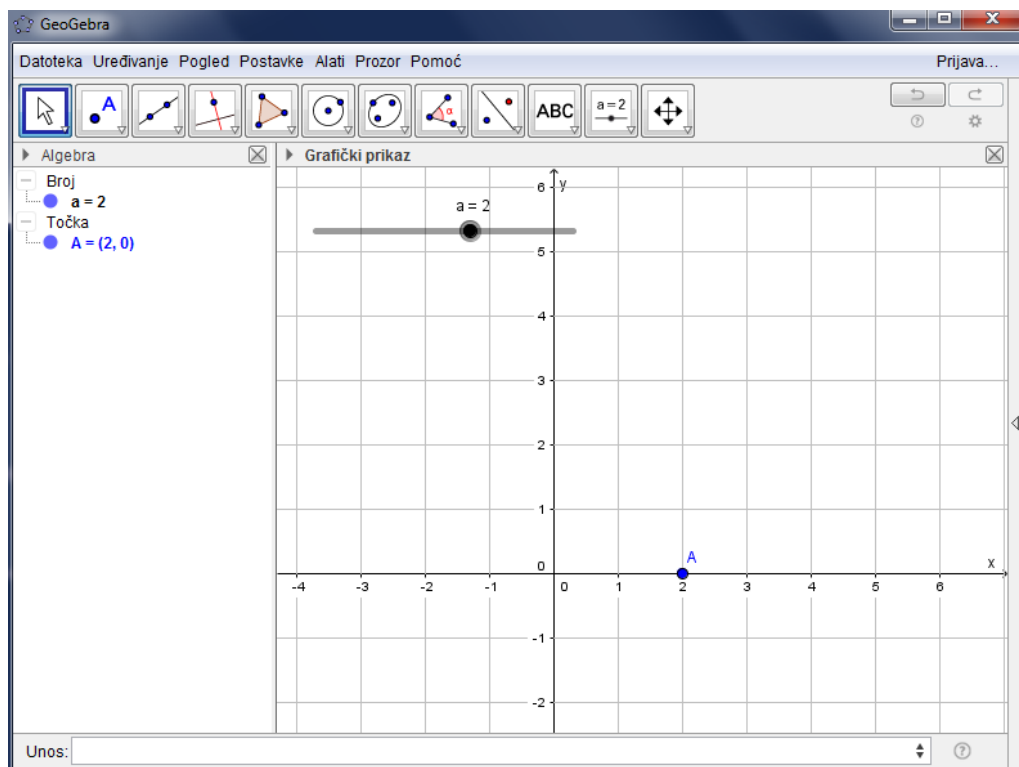 GeoGebra
Datoteka Uređivanje Pogled Postavke Alati Prozor Pomoć Prijava...
A α ABC a = 2
Algebra Grafički prikaz
Broj
a = 2
Točka
A = (2, 0)
6 y
a = 2
5
4
3
2
1
A
0 x
-4 -3 -2 -1 0 1 2 3 4 5 6
-1
-2
Unos: